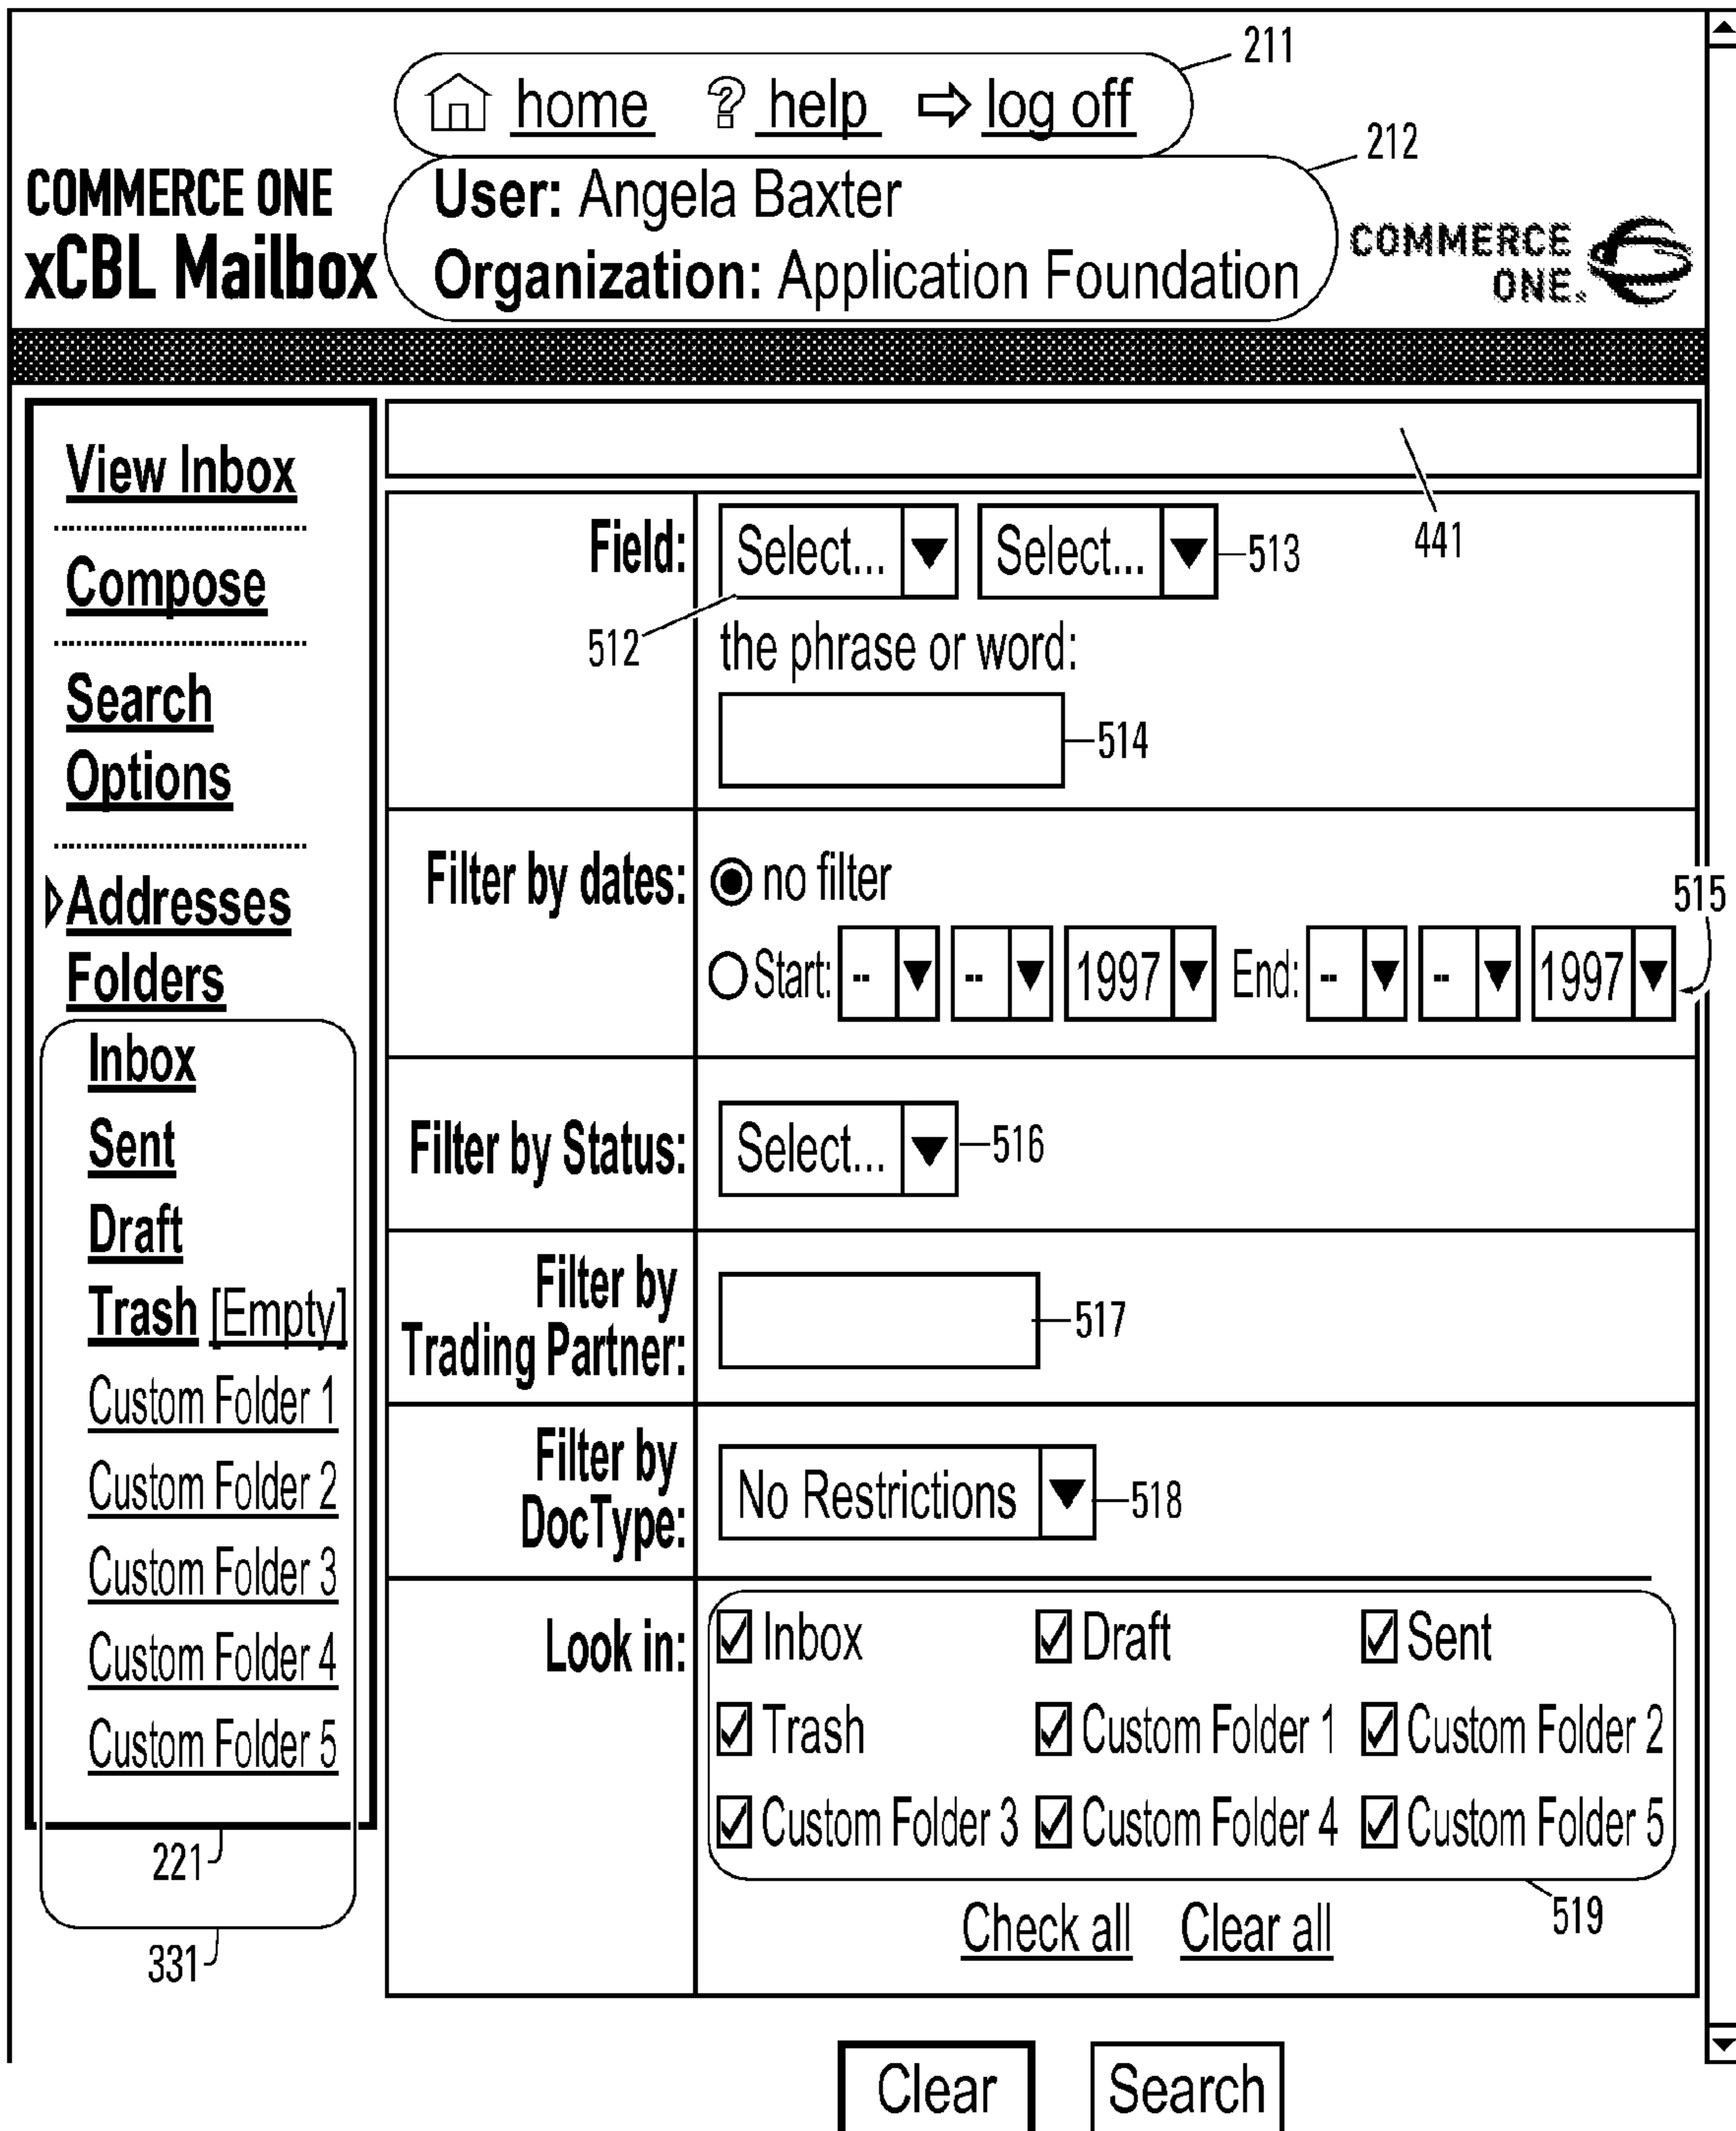 211
home ? help log off
212
COMMERCE ONE
xCBL Mailbox
User: Angela Baxter
Organization: Application Foundation
COMMERCE
ONE.
View Inbox
Compose
Search
Options
Addresses
Folders
Inbox
Sent
Draft
Trash [Empty]
Custom Folder 1
Custom Folder 2
Custom Folder 3
Custom Folder 4
Custom Folder 5
221
331
441
Field: Select... Select... 513
512
the phrase or word:
514
Filter by dates: no filter
515
Start: -- -- 1997 End: -- -- 1997
Filter by Status: Select... 516
Filter by
Trading Partner:
517
Filter by
DocType:
No Restrictions 518
Look in: Inbox Draft Sent
Trash Custom Folder 1 Custom Folder 2
Custom Folder 3 Custom Folder 4 Custom Folder 5
519
Check all Clear all
Clear Search